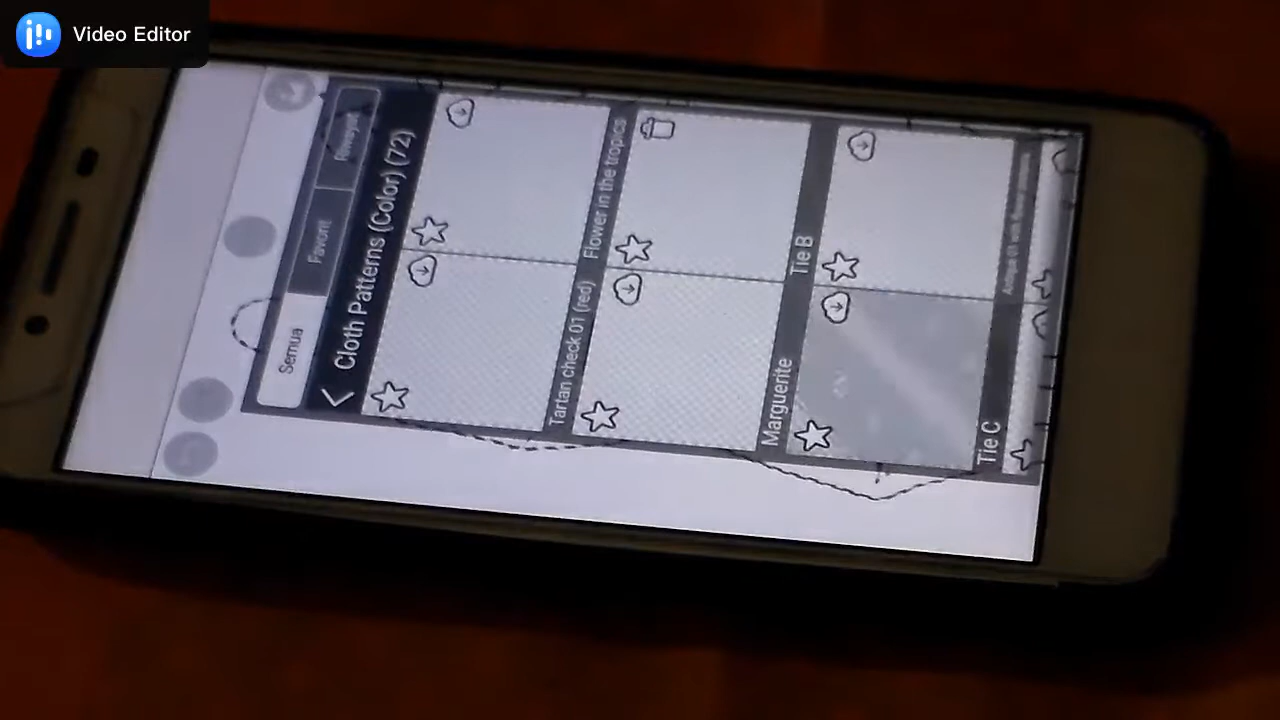 Video Editor
Semua
Favorit
Riwayat
Cloth Patterns (Color) (72)
Tartan check 01 (red)
Flower in the tropics
Marguerite
Tie B
Tie C